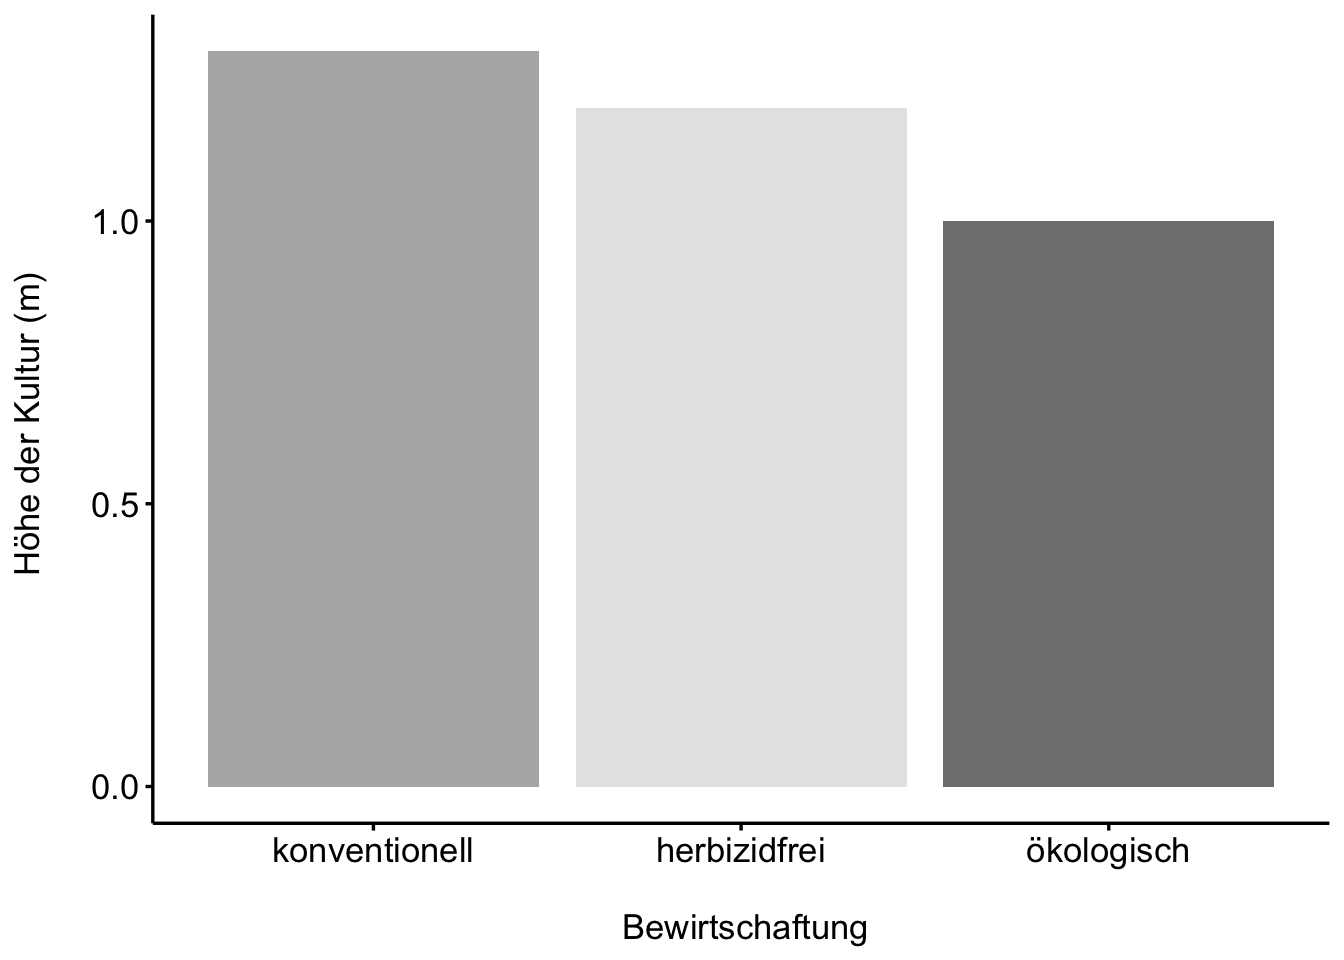 Höhe der Kultur (m)
1.0
0.5
0.0
konventionell
herbizidfrei
ökologisch
Bewirtschaftung